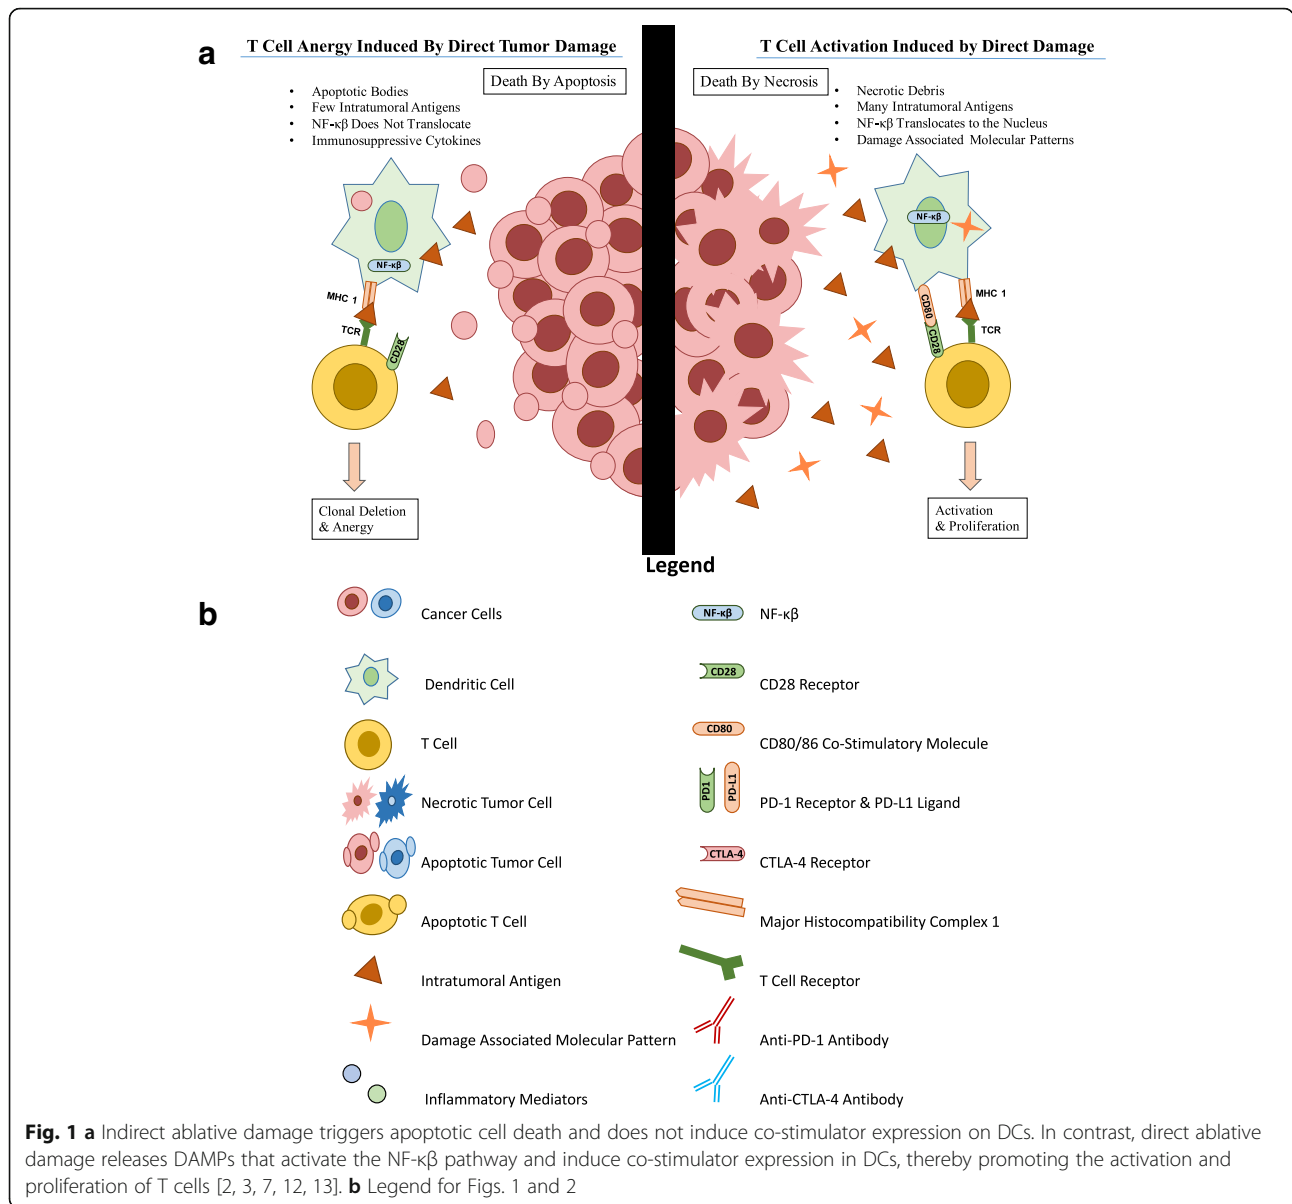 a
T Cell Anergy Induced By Direct Tumor Damage
Death By Apoptosis
• Apoptotic Bodies
• Few Intratumoral Antigens
• NF-κβ Does Not Translocate
• Immunosuppressive Cytokines
NF-κβ
MHC 1
TCR
CD28
Clonal Deletion
& Anergy
T Cell Activation Induced by Direct Damage
Death By Necrosis
• Necrotic Debris
• Many Intratumoral Antigens
• NF-κβ Translocates to the Nucleus
• Damage Associated Molecular Patterns
NF-κβ
MHC 1
CD80
CD28
TCR
Activation
& Proliferation
Legend
b
Cancer Cells
Dendritic Cell
T Cell
Necrotic Tumor Cell
Apoptotic Tumor Cell
Apoptotic T Cell
Intratumoral Antigen
Damage Associated Molecular Pattern
Inflammatory Mediators
NF-κβ NF-κβ
CD28 CD28 Receptor
CD80 CD80/86 Co-Stimulatory Molecule
PD1 PD-L1 PD-1 Receptor & PD-L1 Ligand
CTLA-4 CTLA-4 Receptor
Major Histocompatibility Complex 1
T Cell Receptor
Anti-PD-1 Antibody
Anti-CTLA-4 Antibody
Fig. 1 a Indirect ablative damage triggers apoptotic cell death and does not induce co-stimulator expression on DCs. In contrast, direct ablative
damage releases DAMPs that activate the NF-κβ pathway and induce co-stimulator expression in DCs, thereby promoting the activation and
proliferation of T cells [2, 3, 7, 12, 13]. b Legend for Figs. 1 and 2